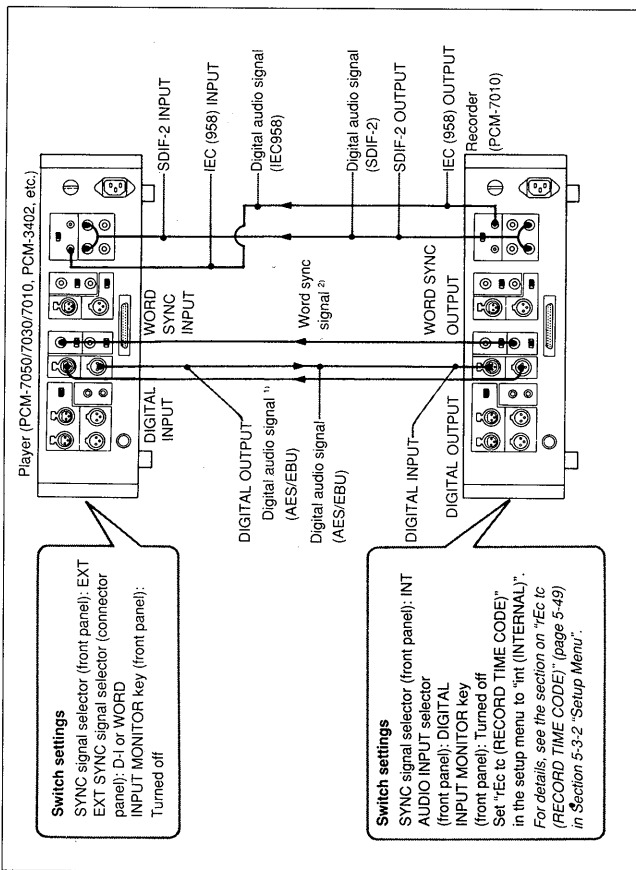 Player (PCM-7050/7030/7010, PCM-3402, etc.)
DIGITAL
INPUT
WORD
SYNC
INPUT
SDIF-2 INPUT
IEC (958) INPUT
Digital audio signal
(IEC958)
Word sync
signal 2)
DIGITAL OUTPUT
Digital audio signal 1)
(AES/EBU)
Digital audio signal
(AES/EBU)
DIGITAL INPUT
DIGITAL OUTPUT
WORD SYNC
OUTPUT
Digital audio signal
(SDIF-2)
SDIF-2 OUTPUT
IEC (958) OUTPUT
Recorder
(PCM-7010)
Switch settings
SYNC signal selector (front panel): EXT
EXT SYNC signal selector (connector
panel): D-I or WORD
INPUT MONITOR key (front panel):
Turned off
Switch settings
SYNC signal selector (front panel): INT
AUDIO INPUT selector
(front panel): DIGITAL
INPUT MONITOR key
(front panel): Turned off
Set "rEc tc (RECORD TIME CODE)"
in the setup menu to "int (INTERNAL)".
For details, see the section on "rEc tc
(RECORD TIME CODE)" (page 5-49)
in Section 5-3-2 "Setup Menu".